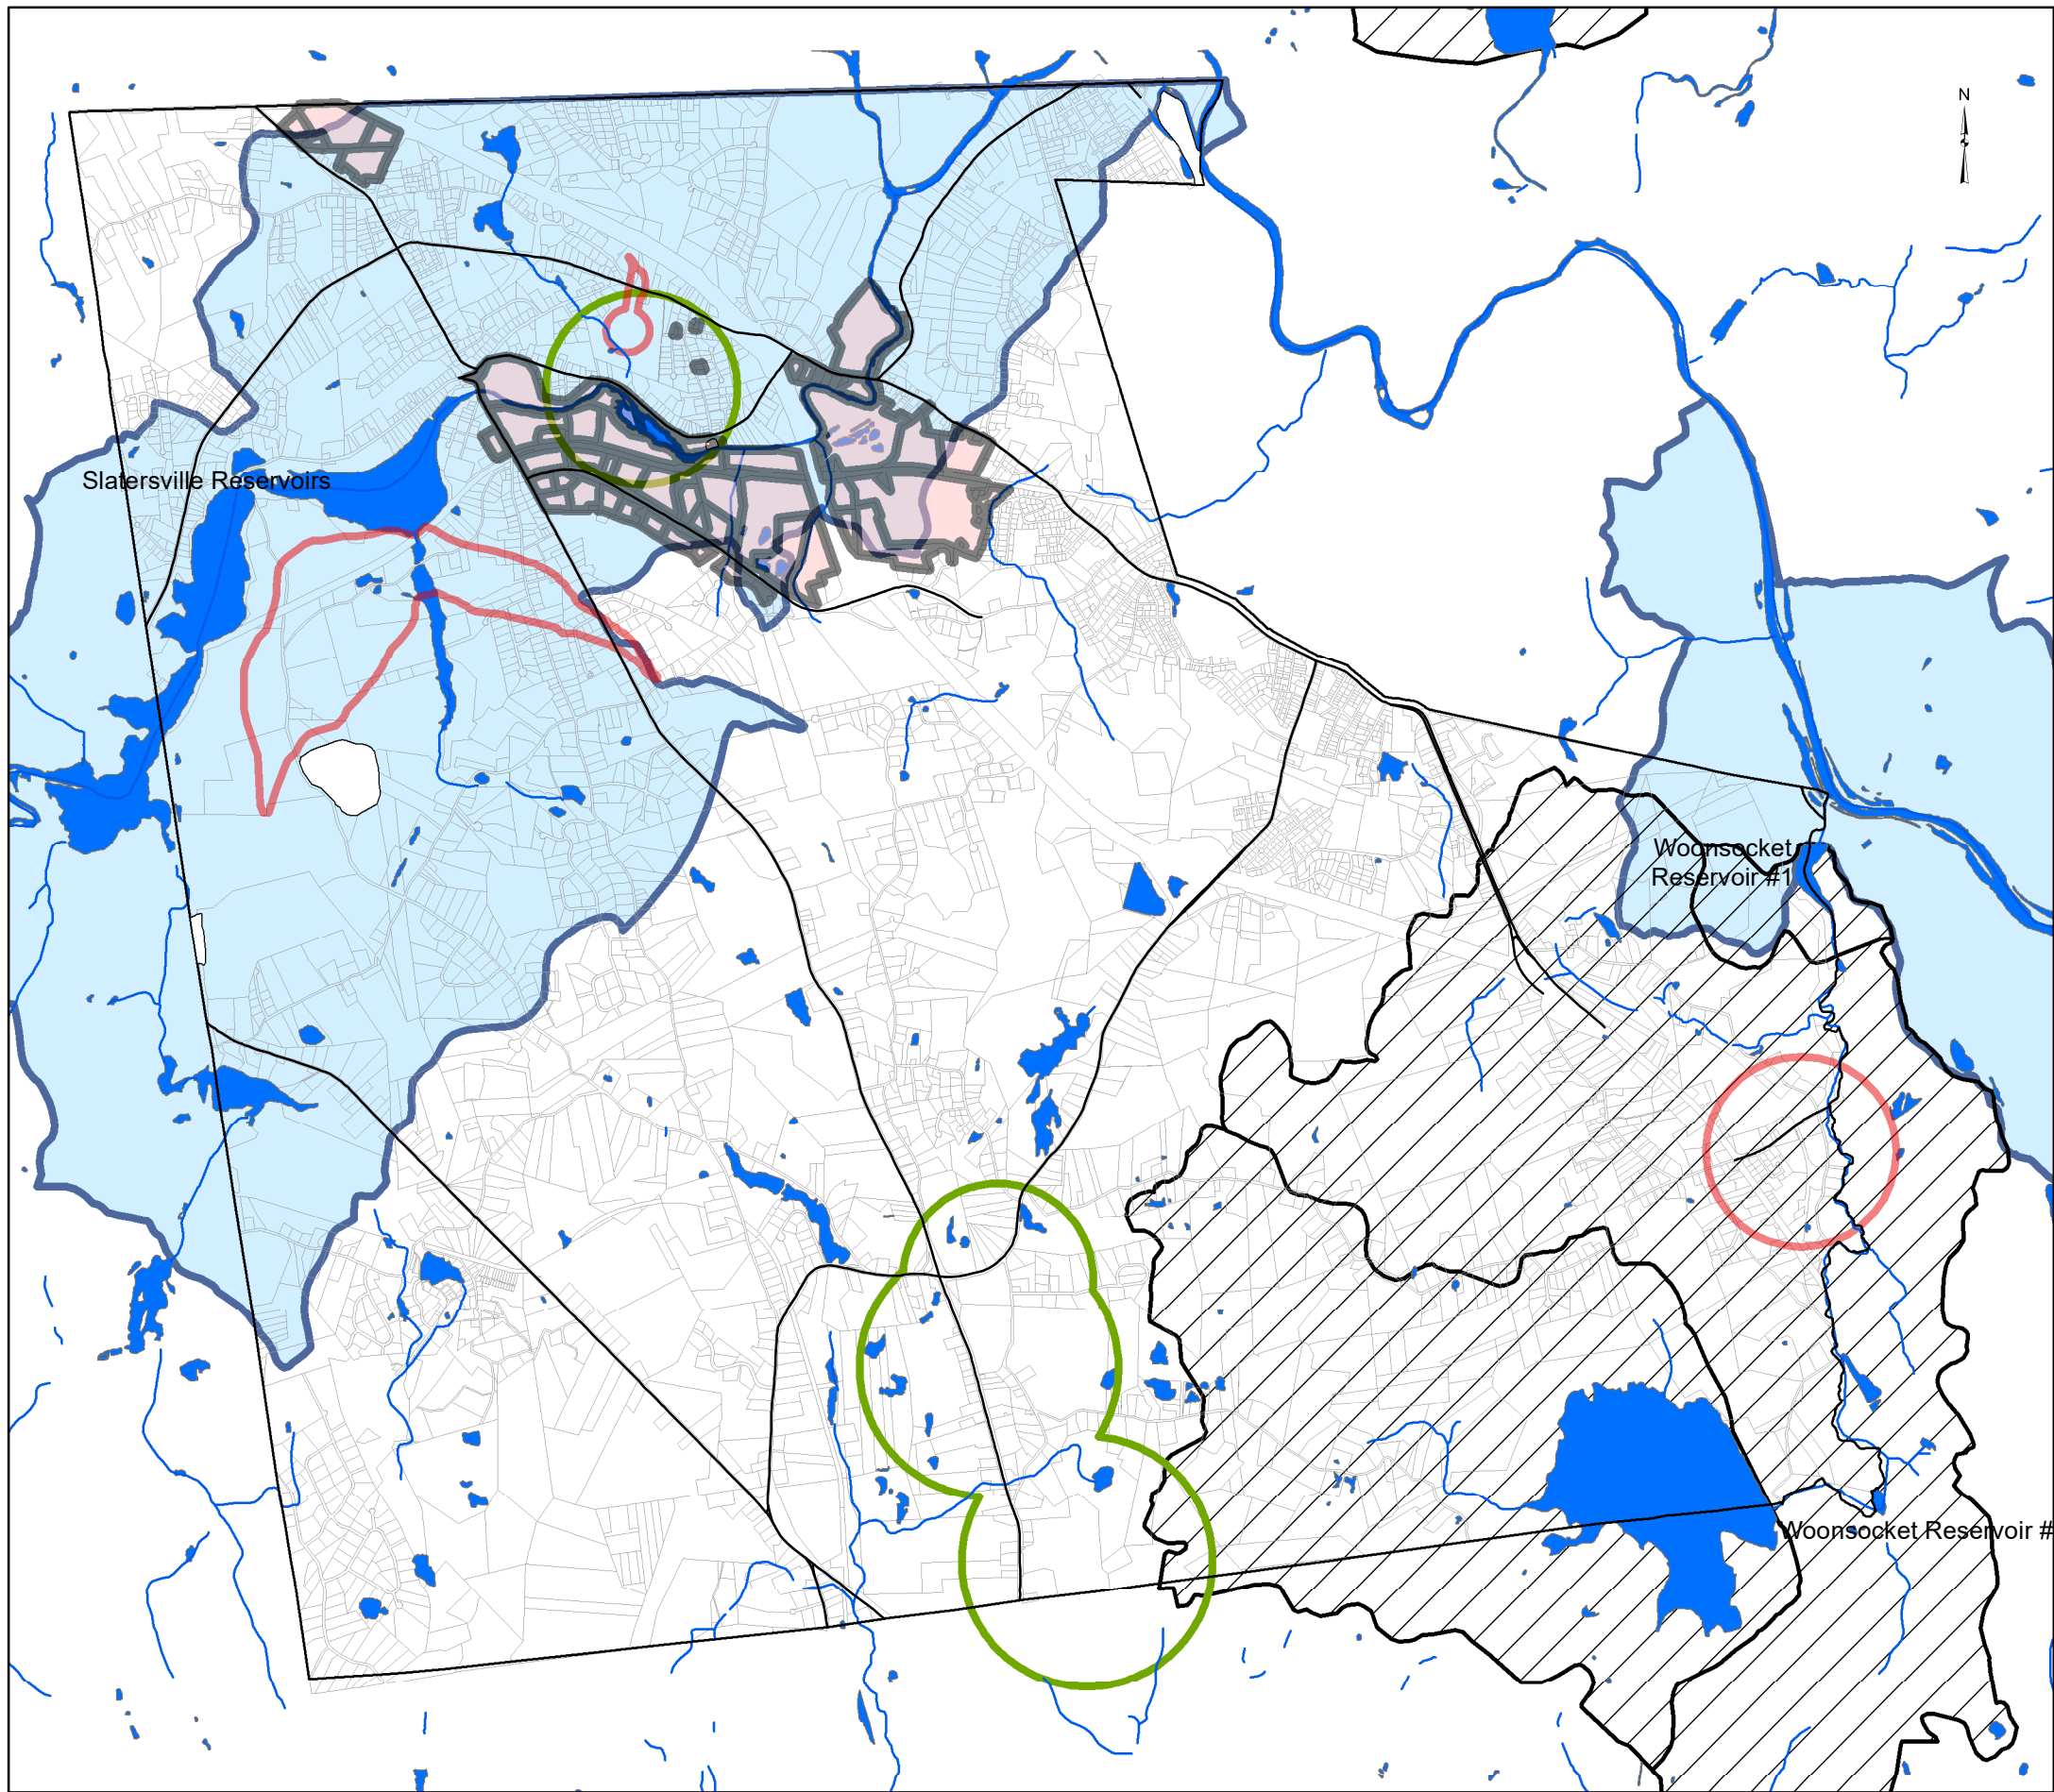 N
Slatersville Reservoirs
Woonsocket
Reservoir #1
Woonsocket Reservoir #